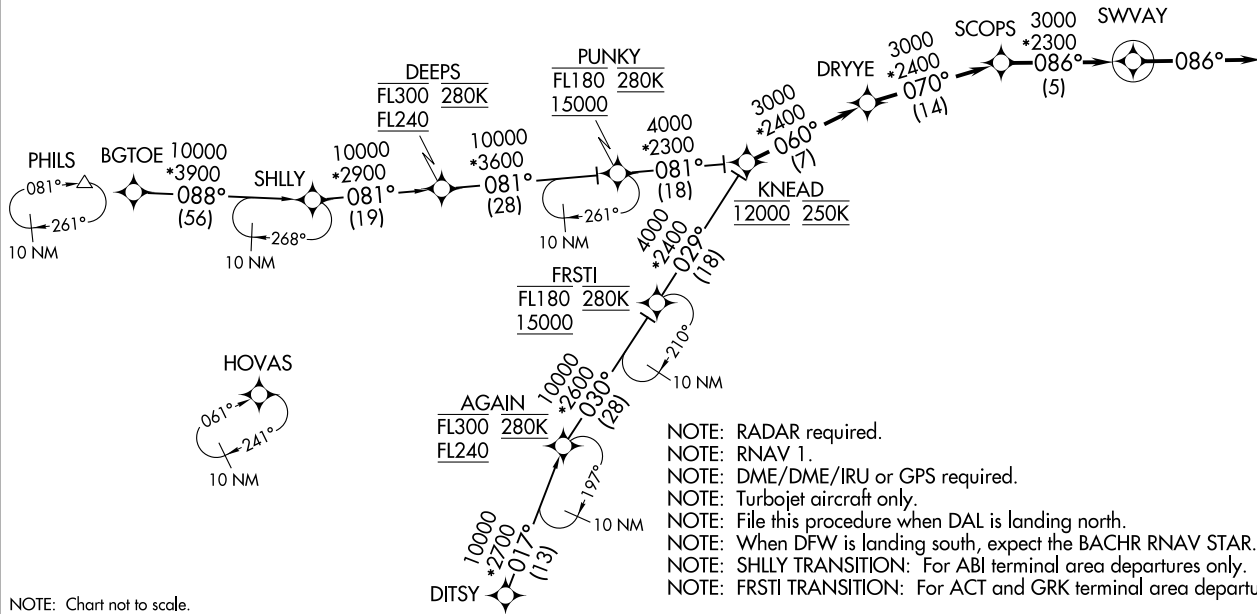 SWVAY
SCOPS
3000
*2300
086°
(5)
086°
DRYYE
3000
*2400
070°
(14)
PUNKY
FL180 280K
15000
DEEPS
FL300 280K
FL240
3000
*2400
060°
(7)
PHILS
081°
261°
10 NM
BGTOE
10000
*3900
088°
(56)
SHLLY
268°
10 NM
10000
*2900
081°
(19)
10000
*3600
081°
(28)
261°
10 NM
4000
*2300
081°
(18)
KNEAD
12000 250K
4000
*2400
029°
(18)
FRSTI
FL180 280K
15000
210°
10 NM
HOVAS
061°
241°
10 NM
10000
*2600
030°
(28)
AGAIN
FL300 280K
FL240
197°
10 NM
10000
*2700
017°
(13)
DITSY
NOTE: RADAR required.
NOTE: RNAV 1.
NOTE: DME/DME/IRU or GPS required.
NOTE: Turbojet aircraft only.
NOTE: File this procedure when DAL is landing north.
NOTE: When DFW is landing south, expect the BACHR RNAV STAR.
NOTE: SHLLY TRANSITION: For ABI terminal area departures only.
NOTE: FRSTI TRANSITION: For ACT and GRK terminal area departu
NOTE: Chart not to scale.